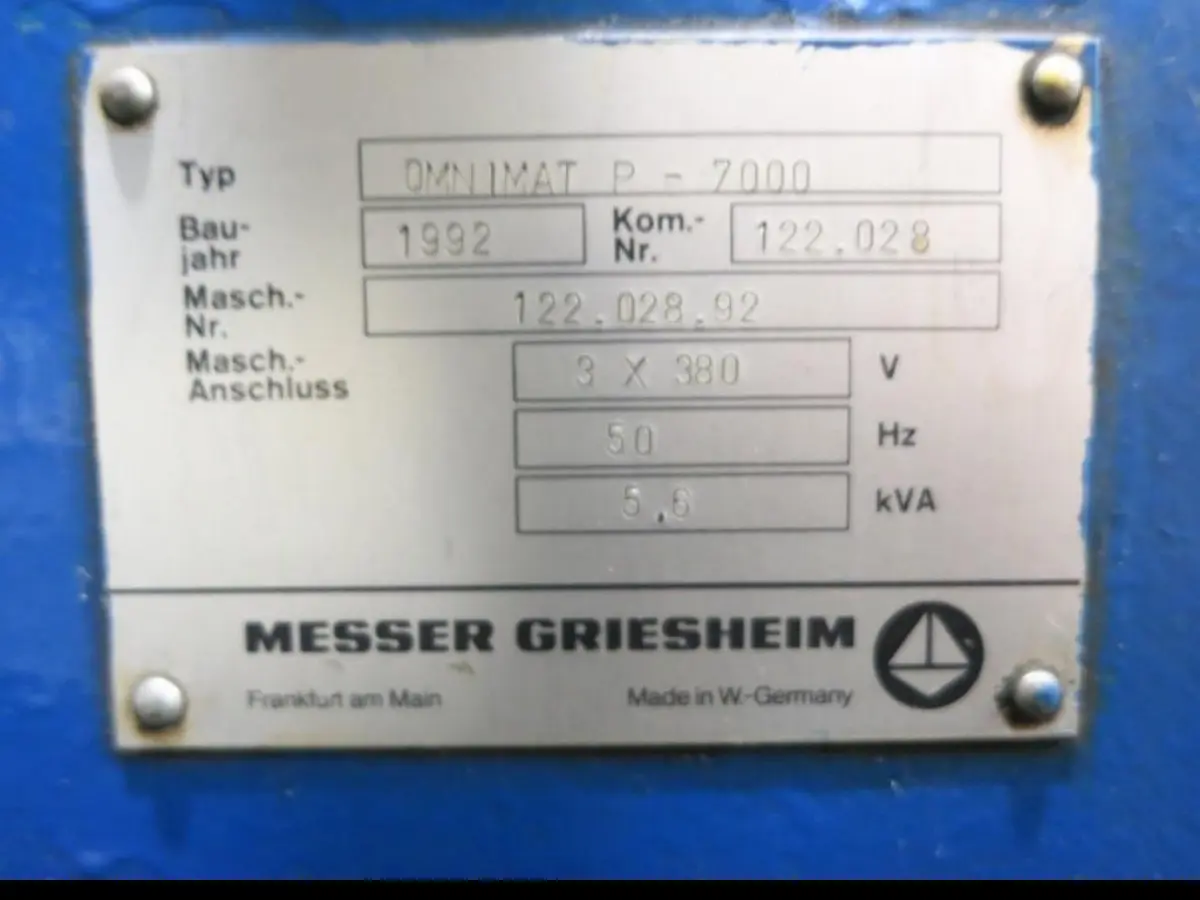 Typ OMNIMAT P - 7000
Bau-
jahr 1992 Kom.-
Nr. 122.028
Masch.-
Nr. 122.028.92
Masch.-
Anschluss 3 X 380 V
50 Hz
5,6 kVA
MESSER GRIESHEIM
Frankfurt am Main Made in W.-Germany